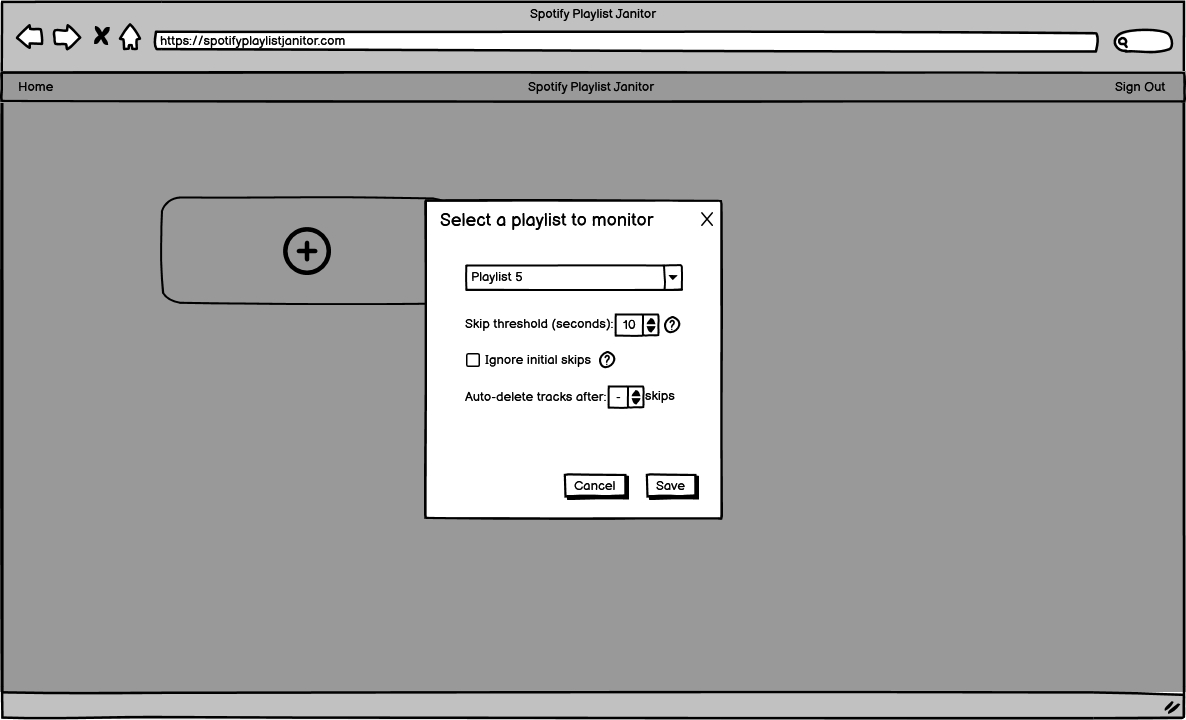 Spotify Playlist Janitor
https://spotifyplaylistjanitor.com
Home Spotify Playlist Janitor Sign Out
Select a playlist to monitor X
Playlist 5
Skip threshold (seconds): 10 ?
Ignore initial skips ?
Auto-delete tracks after: - skips
Cancel Save